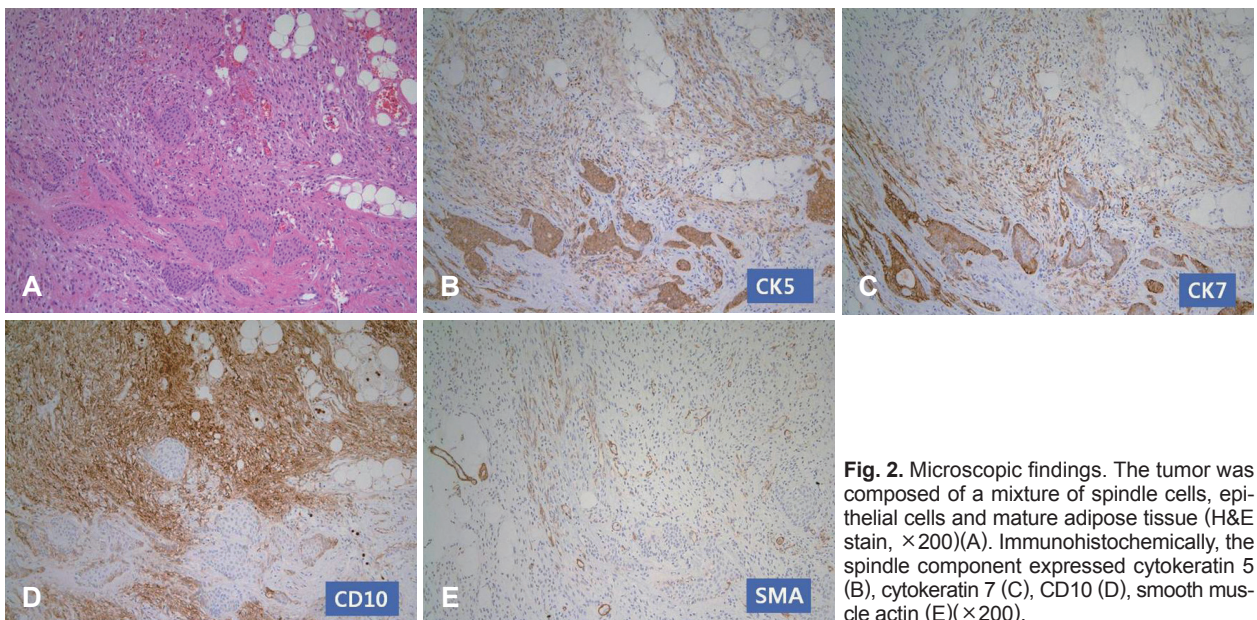 A
B
CK5
C
CK7
D
CD10
E
SMA
Fig. 2. Microscopic findings. The tumor was
composed of a mixture of spindle cells, epi-
thelial cells and mature adipose tissue (H&E
stain, ×200)(A). Immunohistochemically, the
spindle component expressed cytokeratin 5
(B), cytokeratin 7 (C), CD10 (D), smooth mus-
cle actin (E)(×200).